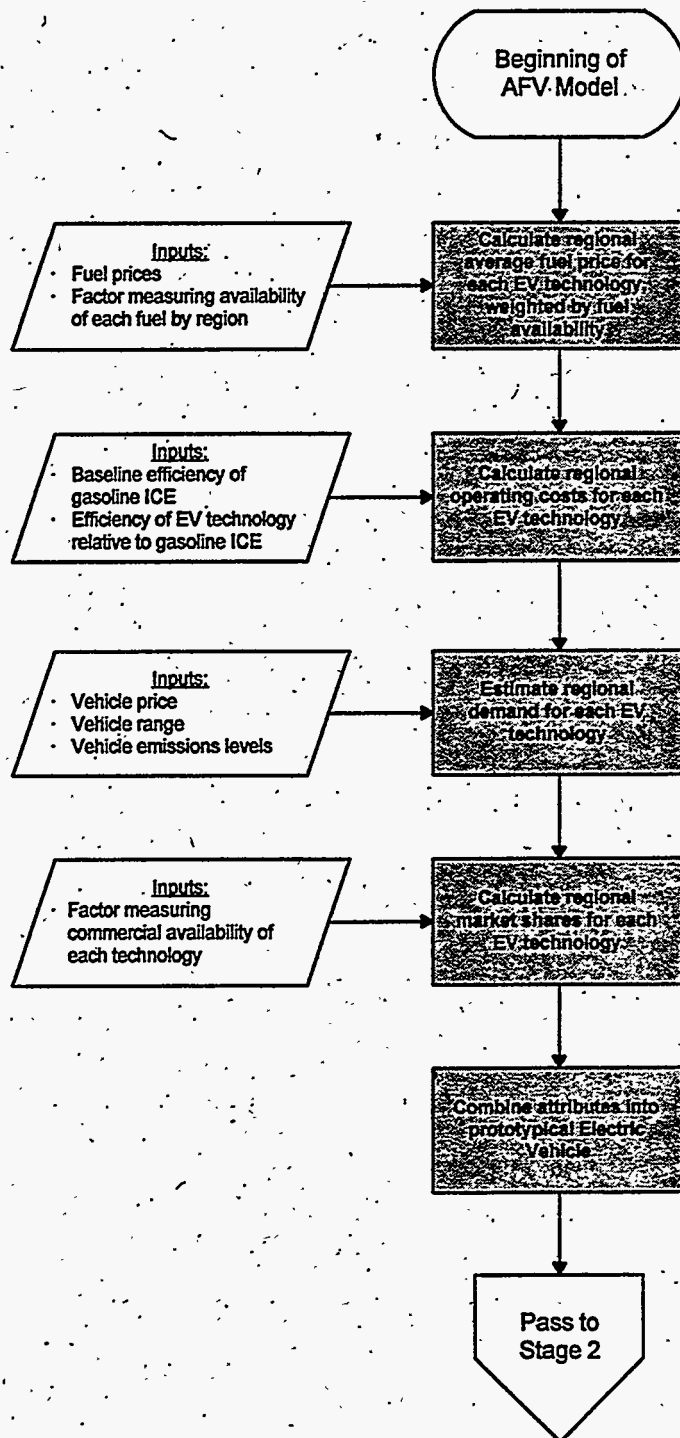 Beginning of
AFV Model
Inputs:
· Fuel prices
· Factor measuring availability
of each fuel by region
Calculate regional
average fuel price for
each EV technology,
weighted by fuel
availability
Inputs:
· Baseline efficiency of
gasoline ICE
· Efficiency of EV technology
relative to gasoline ICE
Calculate regional
operating costs for each
EV technology
Inputs:
· Vehicle price
· Vehicle range
· Vehicle emissions levels
Estimate regional
demand for each EV
technology
Inputs:
· Factor measuring
commercial availability of
each technology
Calculate regional
market shares for each
EV technology
Combine attributes into
prototypical Electric
Vehicle
Pass to
Stage 2